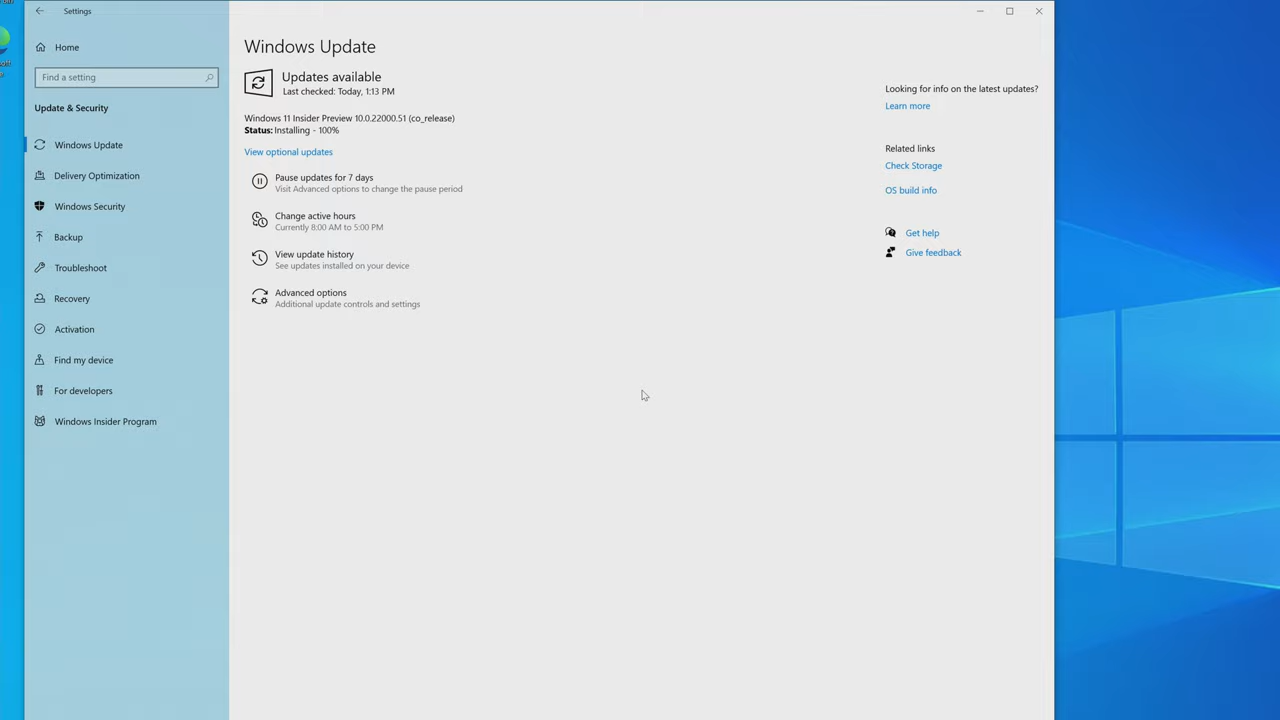 Settings
Home
Find a setting
Update & Security
Windows Update
Delivery Optimization
Windows Security
Backup
Troubleshoot
Recovery
Activation
Find my device
For developers
Windows Insider Program
Windows Update
Updates available
Last checked: Today, 1:13 PM
Windows 11 Insider Preview 10.0.22000.51 (co_release)
Status: Installing - 100%
View optional updates
Pause updates for 7 days
Visit Advanced options to change the pause period
Change active hours
Currently 8:00 AM to 5:00 PM
View update history
See updates installed on your device
Advanced options
Additional update controls and settings
Looking for info on the latest updates?
Learn more
Related links
Check Storage
OS build info
Get help
Give feedback